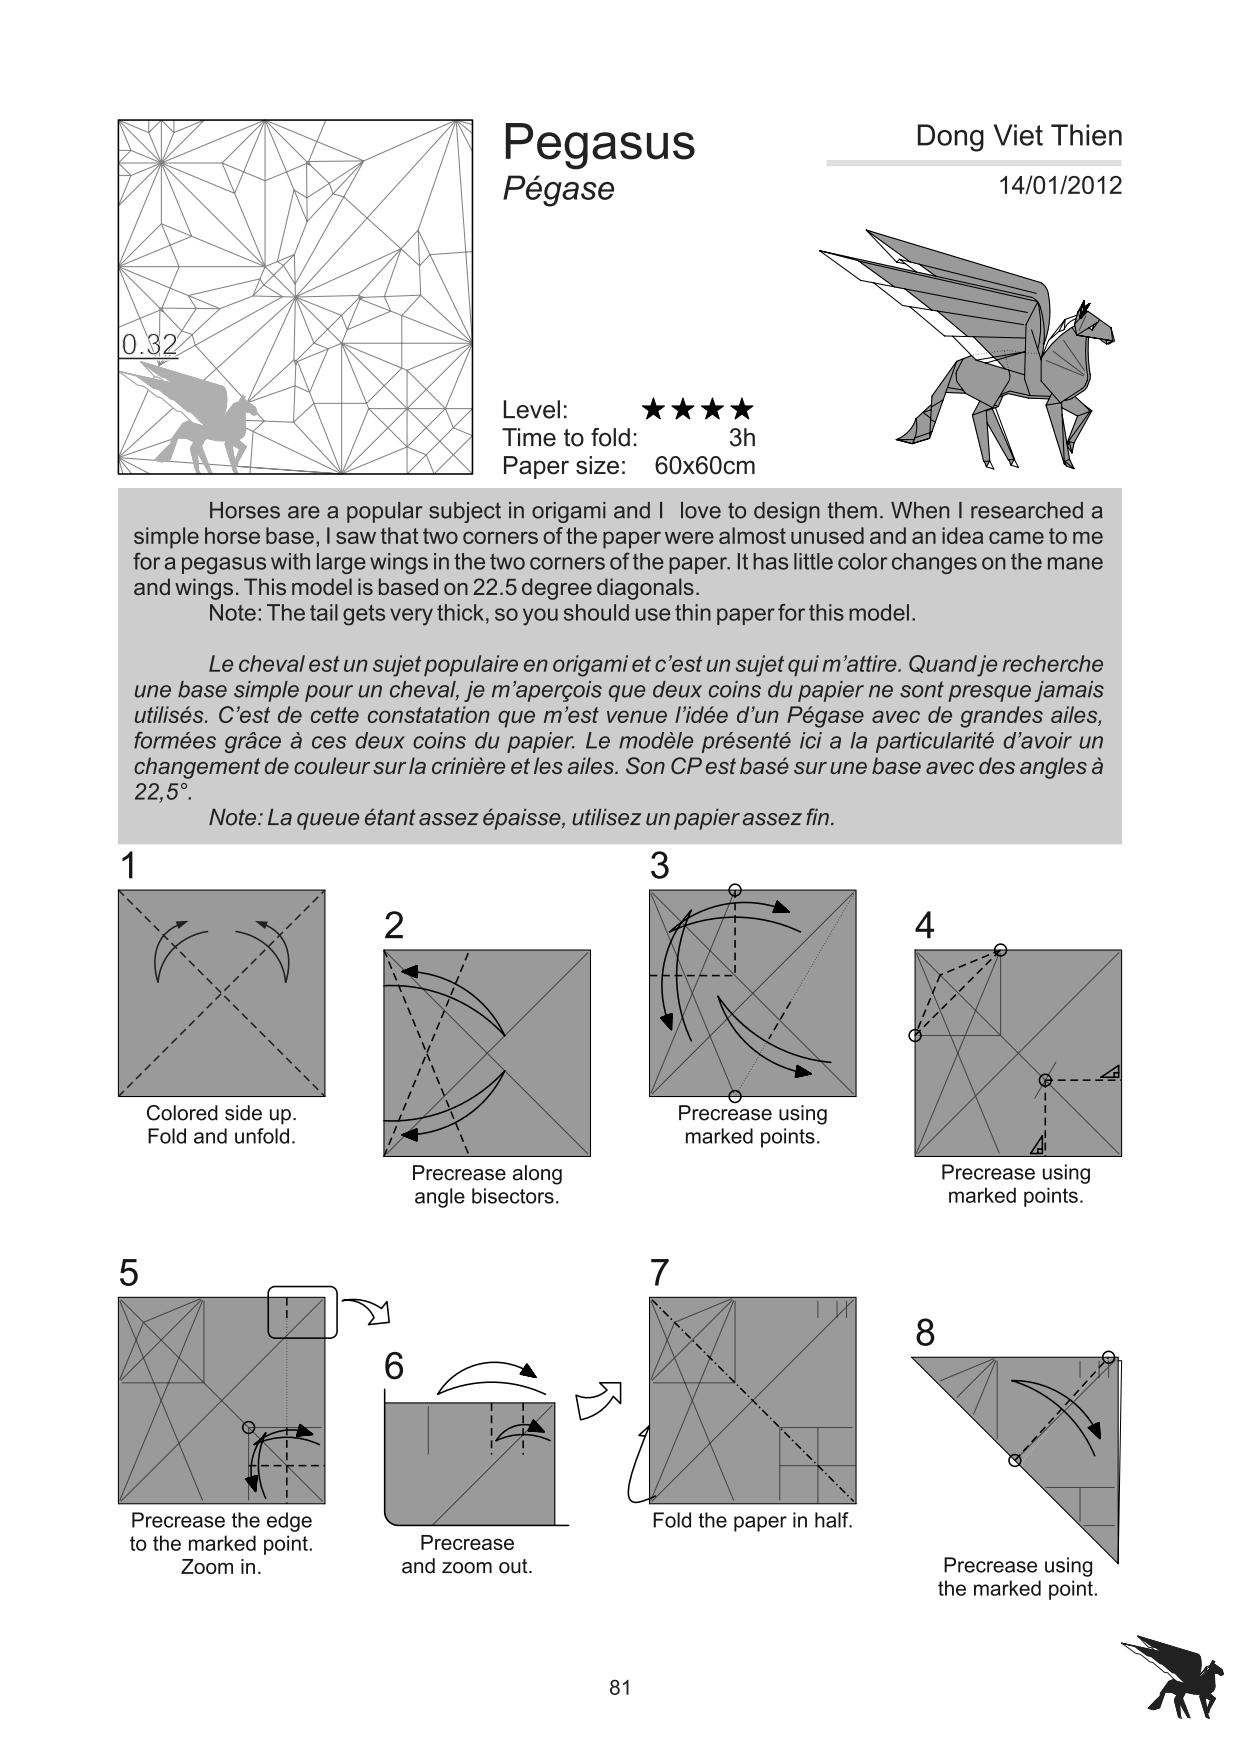 Pegasus
Pégase
Dong Viet Thien
14/01/2012
0.32
Level: ★★★★
Time to fold: 3h
Paper size: 60x60cm
Horses are a popular subject in origami and I love to design them. When I researched a
simple horse base, I saw that two corners of the paper were almost unused and an idea came to me
for a pegasus with large wings in the two corners of the paper. It has little color changes on the mane
and wings. This model is based on 22.5 degree diagonals.
Note: The tail gets very thick, so you should use thin paper for this model.
Le cheval est un sujet populaire en origami et c’est un sujet qui m’attire. Quand je recherche
une base simple pour un cheval, je m’aperçois que deux coins du papier ne sont presque jamais
utilisés. C’est de cette constatation que m’est venue l’idée d’un Pégase avec de grandes ailes,
formées grâce à ces deux coins du papier. Le modèle présenté ici a la particularité d’avoir un
changement de couleur sur la crinière et les ailes. Son CP est basé sur une base avec des angles à
22,5°.
Note: La queue étant assez épaisse, utilisez un papier assez fin.
1
Colored side up.
Fold and unfold.
2
Precrease along
angle bisectors.
3
Precrease using
marked points.
4
Precrease using
marked points.
5
Precrease the edge
to the marked point.
Zoom in.
6
Precrease
and zoom out.
7
Fold the paper in half.
8
Precrease using
the marked point.
81